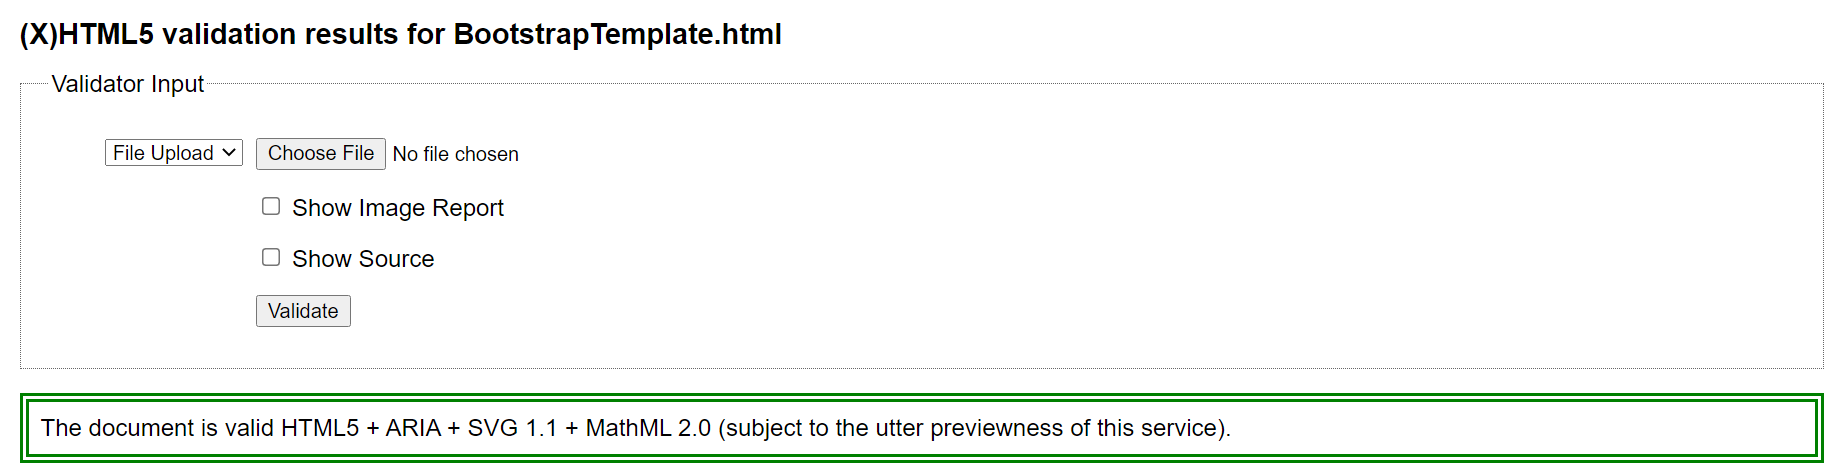 (X)HTML5 validation results for BootstrapTemplate.html
Validator Input
File Upload Choose File No file chosen
Show Image Report
Show Source
Validate
The document is valid HTML5 + ARIA + SVG 1.1 + MathML 2.0 (subject to the utter previewness of this service).